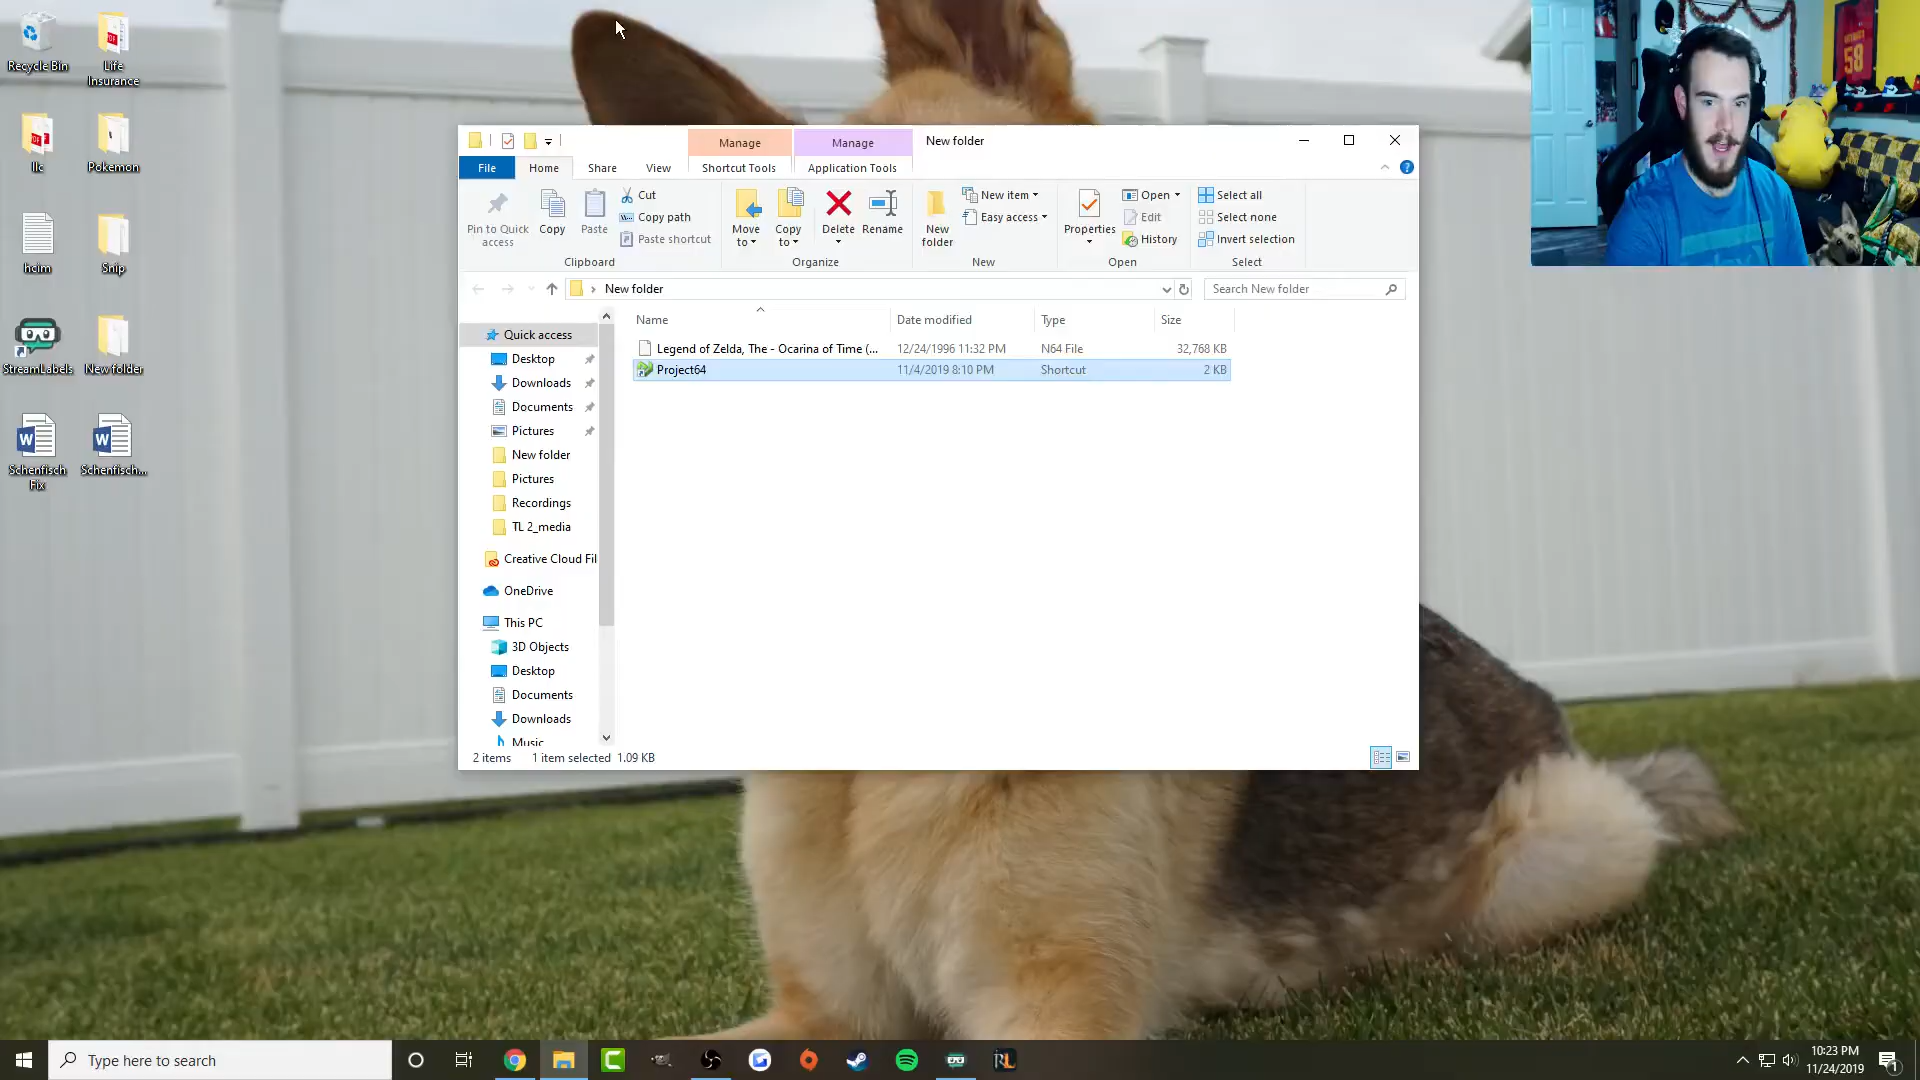 Recycle Bin
Life Insurance
llc
Pokemon
hcim
Snip
StreamLabels
New folder
Schenfisch Fix
Schenfisch...
Manage
Manage
New folder
File
Home
Share
View
Shortcut Tools
Application Tools
Pin to Quick access
Copy
Paste
Cut
Copy path
Paste shortcut
Move to
Copy to
Delete
Rename
New folder
New item
Easy access
Properties
Open
Edit
History
Select all
Select none
Invert selection
Clipboard
Organize
New
Open
Select
New folder
Search New folder
Name
Date modified
Type
Size
Legend of Zelda, The - Ocarina of Time (...
12/24/1996 11:32 PM
N64 File
32,768 KB
Project64
11/4/2019 8:10 PM
Shortcut
2 KB
Quick access
Desktop
Downloads
Documents
Pictures
New folder
Pictures
Recordings
TL 2_media
Creative Cloud Fil
OneDrive
This PC
3D Objects
Desktop
Documents
Downloads
Music
2 items
1 item selected 1.09 KB
58
Type here to search
10:23 PM
11/24/2019
1